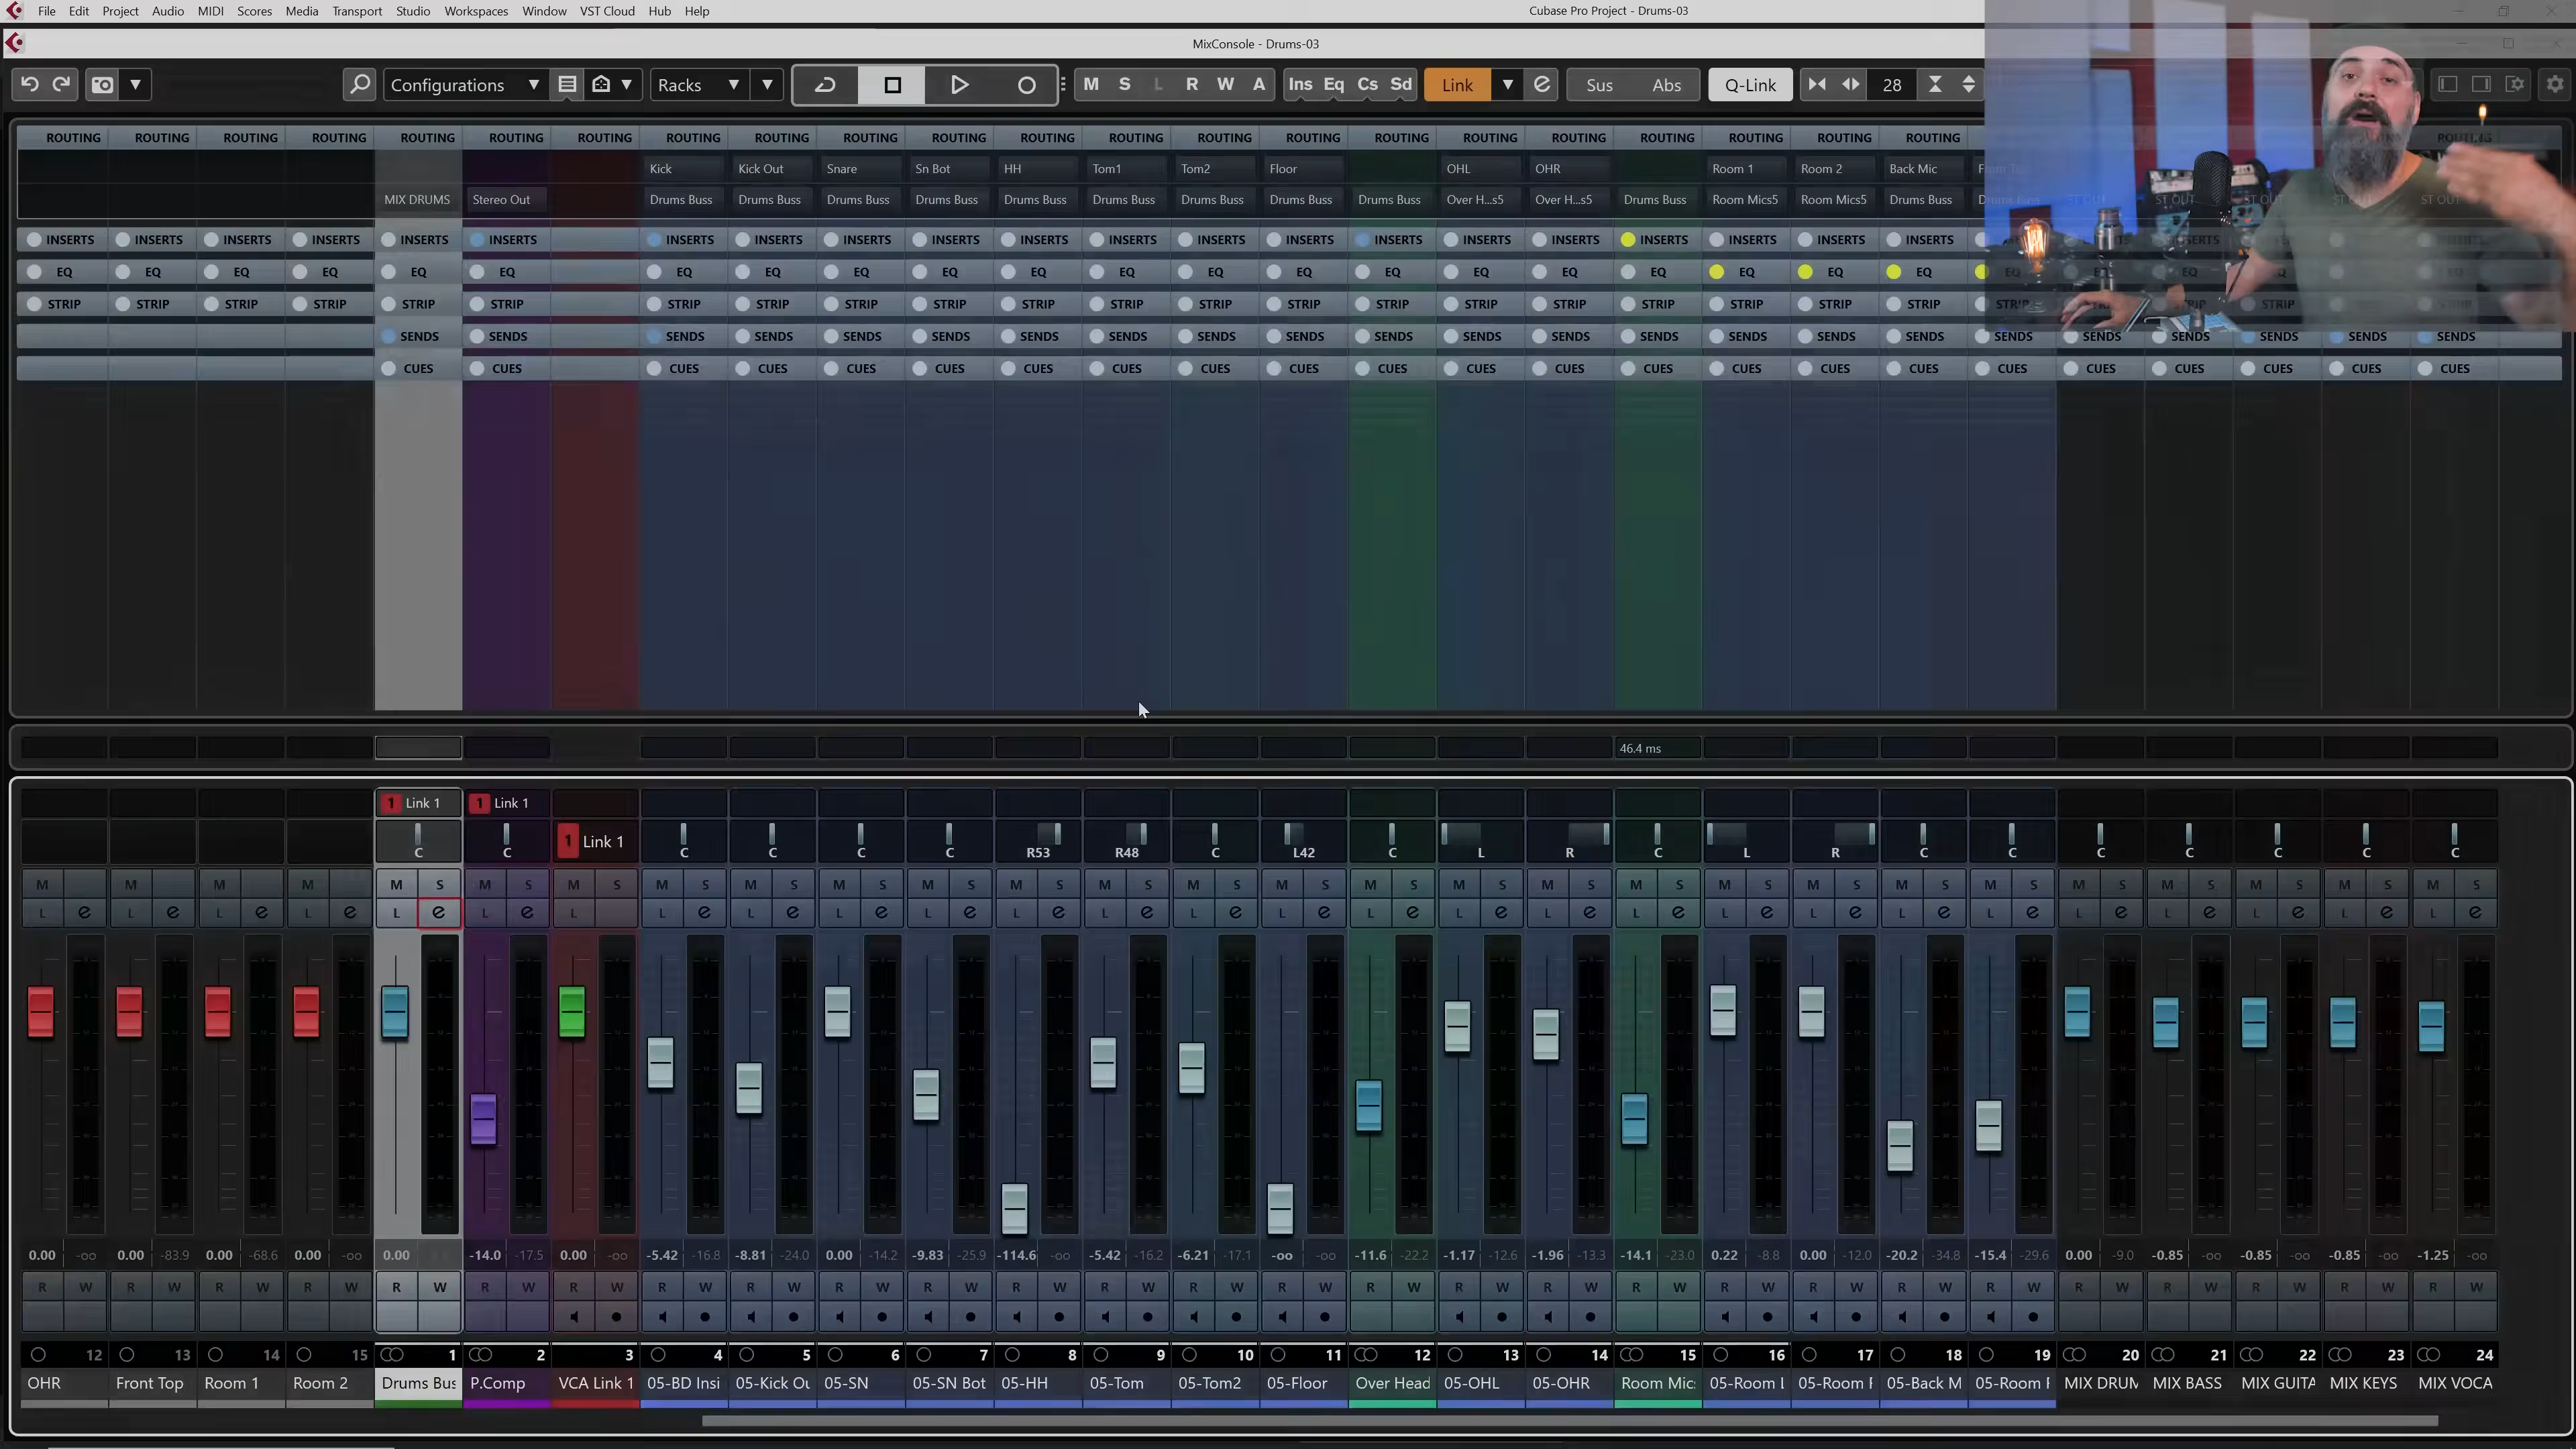 File Edit Project Audio MIDI Scores Media Transport Studio Workspaces Window VST Cloud Hub Help Cubase Pro Project - Drums-03
MixConsole - Drums-03
Configurations Racks M S L R W A Ins Eq Cs Sd Link Sus Abs Q-Link 28
ROUTING ROUTING ROUTING ROUTING ROUTING ROUTING ROUTING ROUTING ROUTING ROUTING ROUTING ROUTING ROUTING ROUTING ROUTING ROUTING ROUTING ROUTING ROUTING ROUTING ROUTING ROUTING
Kick Kick Out Snare Sn Bot HH Tom1 Tom2 Floor OHL OHR Room 1 Room 2 Back Mic
MIX DRUMS Stereo Out Drums Buss Drums Buss Drums Buss Drums Buss Drums Buss Drums Buss Drums Buss Drums Buss Drums Buss Over H...s5 Over H...s5 Drums Buss Room Mics5 Room Mics5 Drums Buss
INSERTS INSERTS INSERTS INSERTS INSERTS INSERTS INSERTS INSERTS INSERTS INSERTS INSERTS INSERTS INSERTS INSERTS INSERTS INSERTS INSERTS INSERTS INSERTS INSERTS INSERTS
EQ EQ EQ EQ EQ EQ EQ EQ EQ EQ EQ EQ EQ EQ EQ EQ EQ EQ EQ EQ EQ EQ
STRIP STRIP STRIP STRIP STRIP STRIP STRIP STRIP STRIP STRIP STRIP STRIP STRIP STRIP STRIP STRIP STRIP STRIP STRIP STRIP STRIP STRIP
SENDS SENDS SENDS SENDS SENDS SENDS SENDS SENDS SENDS SENDS SENDS SENDS SENDS SENDS SENDS SENDS SENDS SENDS SENDS SENDS SENDS SENDS SENDS
CUES CUES CUES CUES CUES CUES CUES CUES CUES CUES CUES CUES CUES CUES CUES CUES CUES CUES CUES CUES CUES CUES CUES
46.4 ms
1 Link 1 1 Link 1
1 Link 1
C C C C C C R53 R48 C L42 C L R C L R C C C C C C C
M M M M M S M S M S M S M S M S M S M S M S M S M S M S M S M S M S M S M S M S M S M S M S M S M S M S M S M S
L e L e L e L e L e L e L L e L e L e L e L e L e L e L e L e L e L e L e L e L e L e L e L e L e L e L e L e
0.00 -oo 0.00 -83.9 0.00 -68.6 0.00 -oo 0.00 -14.0 -17.5 0.00 -oo -5.42 -16.8 -8.81 -24.0 0.00 -14.2 -9.83 -25.9 -114.6 -oo -5.42 -16.2 -6.21 -17.1 -oo -oo -11.6 -22.2 -1.17 -12.6 -1.96 -13.3 -14.1 -23.0 0.22 -8.8 0.00 -12.0 -20.2 -34.8 -15.4 -29.6 0.00 -9.0 -0.85 -oo -0.85 -oo -0.85 -oo -1.25 -oo
R W R W R W R W R W R W R W R W R W R W R W R W R W R W R W R W R W R W R W R W R W R W R W R W R W R W R W R W
12 13 14 15 1 2 3 4 5 6 7 8 9 10 11 12 13 14 15 16 17 18 19 20 21 22 23 24
OHR Front Top Room 1 Room 2 Drums Bus P.Comp VCA Link 1 05-BD Insi 05-Kick Ou 05-SN 05-SN Bot 05-HH 05-Tom 05-Tom2 05-Floor Over Head 05-OHL 05-OHR Room Mic 05-Room L 05-Room 05-Back M 05-Room MIX DRUM MIX BASS MIX GUITA MIX KEYS MIX VOCA